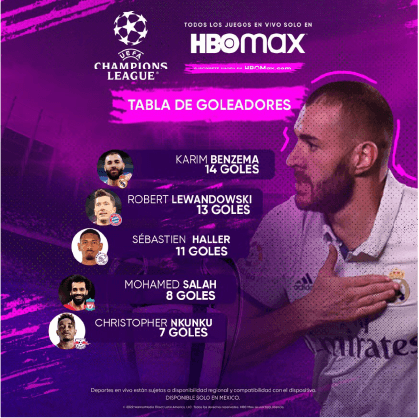 UEFA
CHAMPIONS
LEAGUE
TODOS LOS JUEGOS EN VIVO SOLO EN
HBOmax
TABLA DE GOLEADORES
KARIM BENZEMA
14 GOLES
ROBERT LEWANDOWSKI
13 GOLES
SÉBASTIEN HALLER
11 GOLES
MOHAMED SALAH
8 GOLES
CHRISTOPHER NKUNKU
7 GOLES
Deportes en vivo están sujetos a disponibilidad regional y compatibilidad con el dispositivo.
DISPONIBLE SOLO EN MÉXICO.